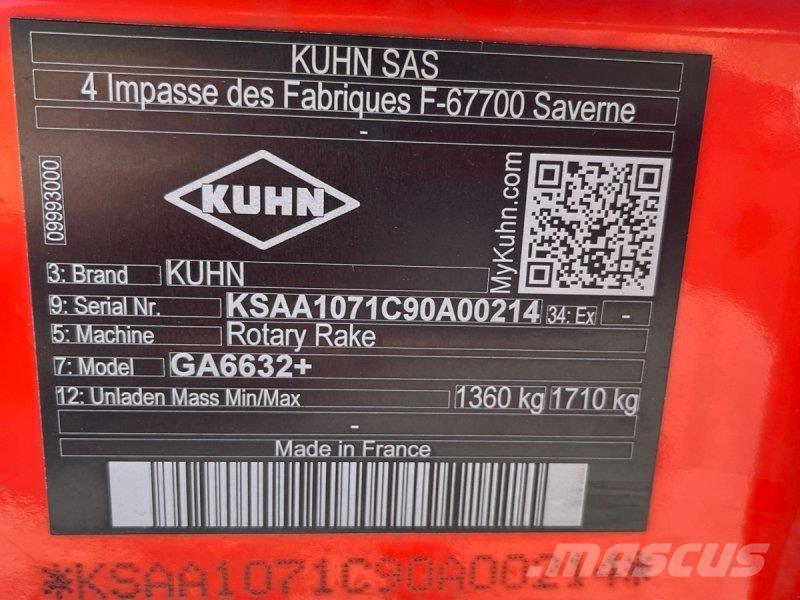 KUHN SAS
4 Impasse des Fabriques F-67700 Saverne
-
09993000
KUHN
MyKuhn.com
3: Brand KUHN
9: Serial Nr. KSAA1071C90A00214 34: Ex -
5: Machine Rotary Rake
7: Model GA6632+
12: Unladen Mass Min/Max 1360 kg 1710 kg
-
Made in France
*KSAA1071C90A00214*
mascus